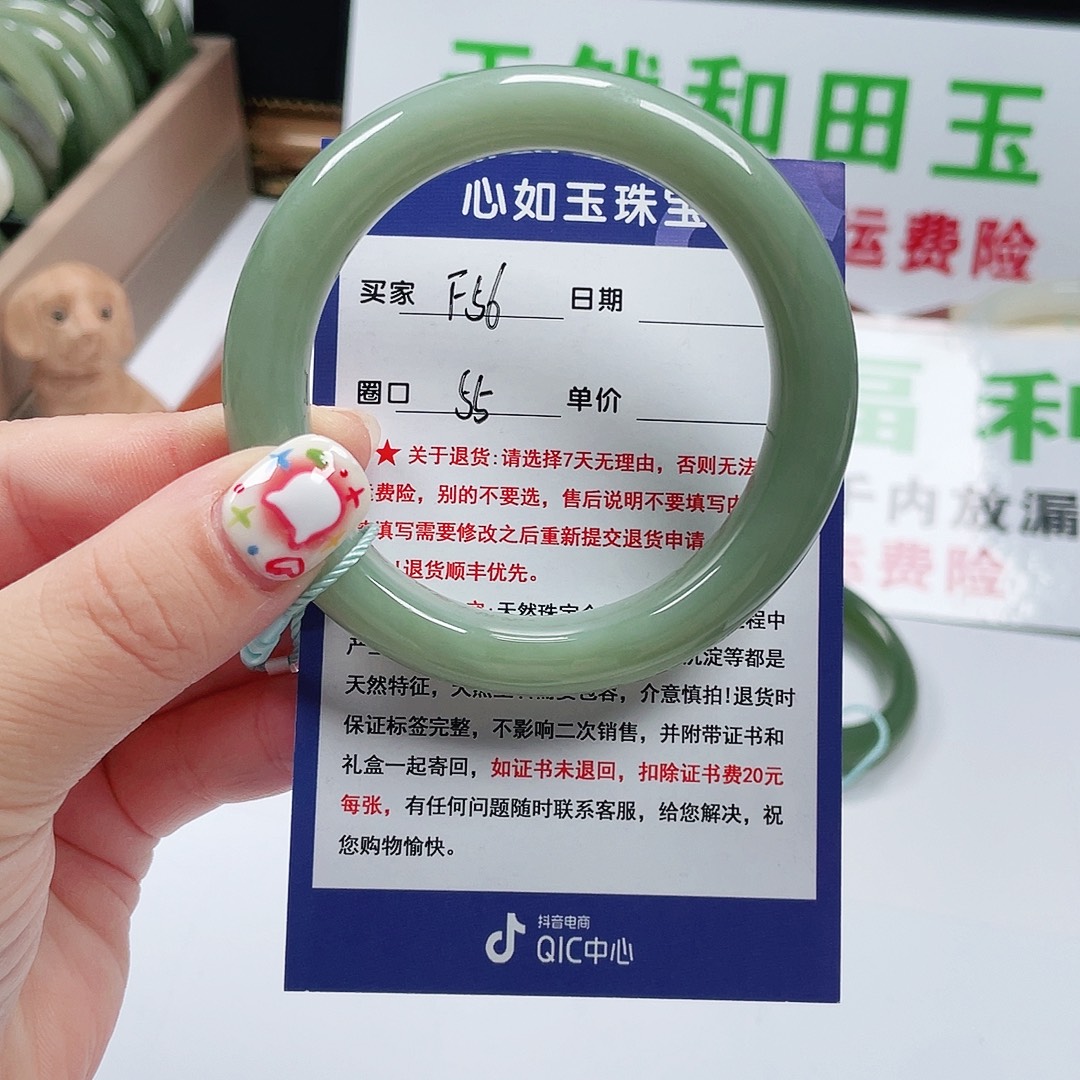 天然和田玉
运费险
福 和
千内放漏
运费险
心如玉珠宝
买家 F56 日期
圈口 55 单价
★关于退货:请选择7天无理由，否则无法
运费险，别的不要选，售后说明不要填写内
填写需要修改之后重新提交退货申请
!退货顺丰优先。
:天然珠宝
程中
沉淀等都是
天然特征，介意慎拍!退货时
保证标签完整，不影响二次销售，并附带证书和
礼盒一起寄回，如证书未退回，扣除证书费20元
每张，有任何问题随时联系客服，给您解决，祝
您购物愉快。
抖音电商
QIC中心